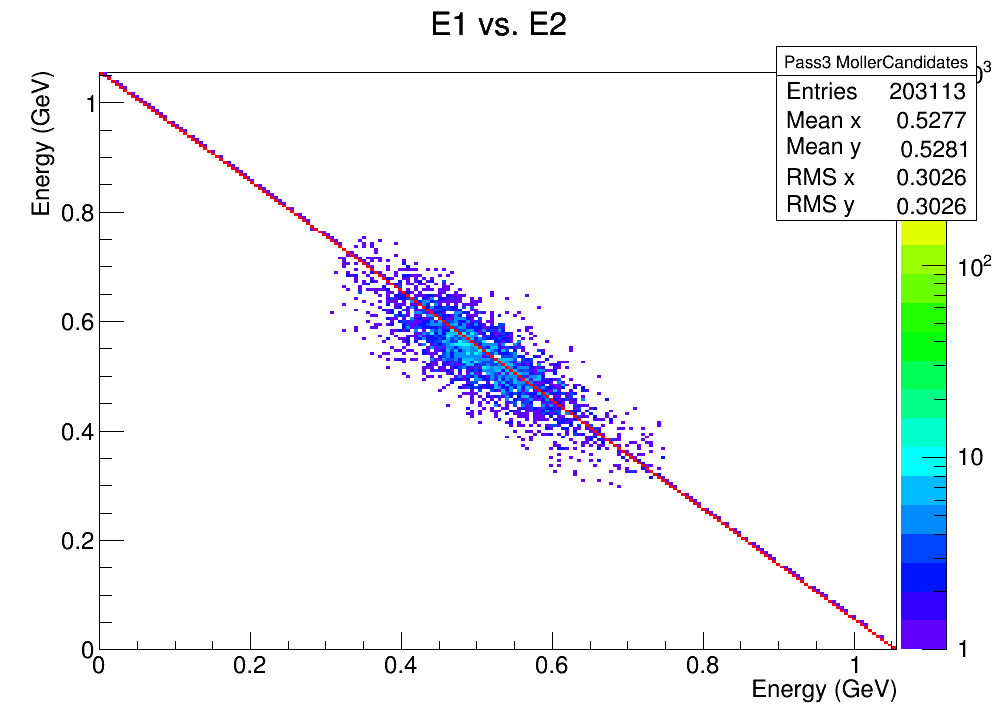 E1 vs. E2
Energy (GeV)
Pass3 MollerCandidates
Entries 203113
Mean x 0.5277
Mean y 0.5281
RMS x 0.3026
RMS y 0.3026
1
0.8
0.6
0.4
0.2
0
0 0.2 0.4 0.6 0.8 1
Energy (GeV)
3
10²
10
1